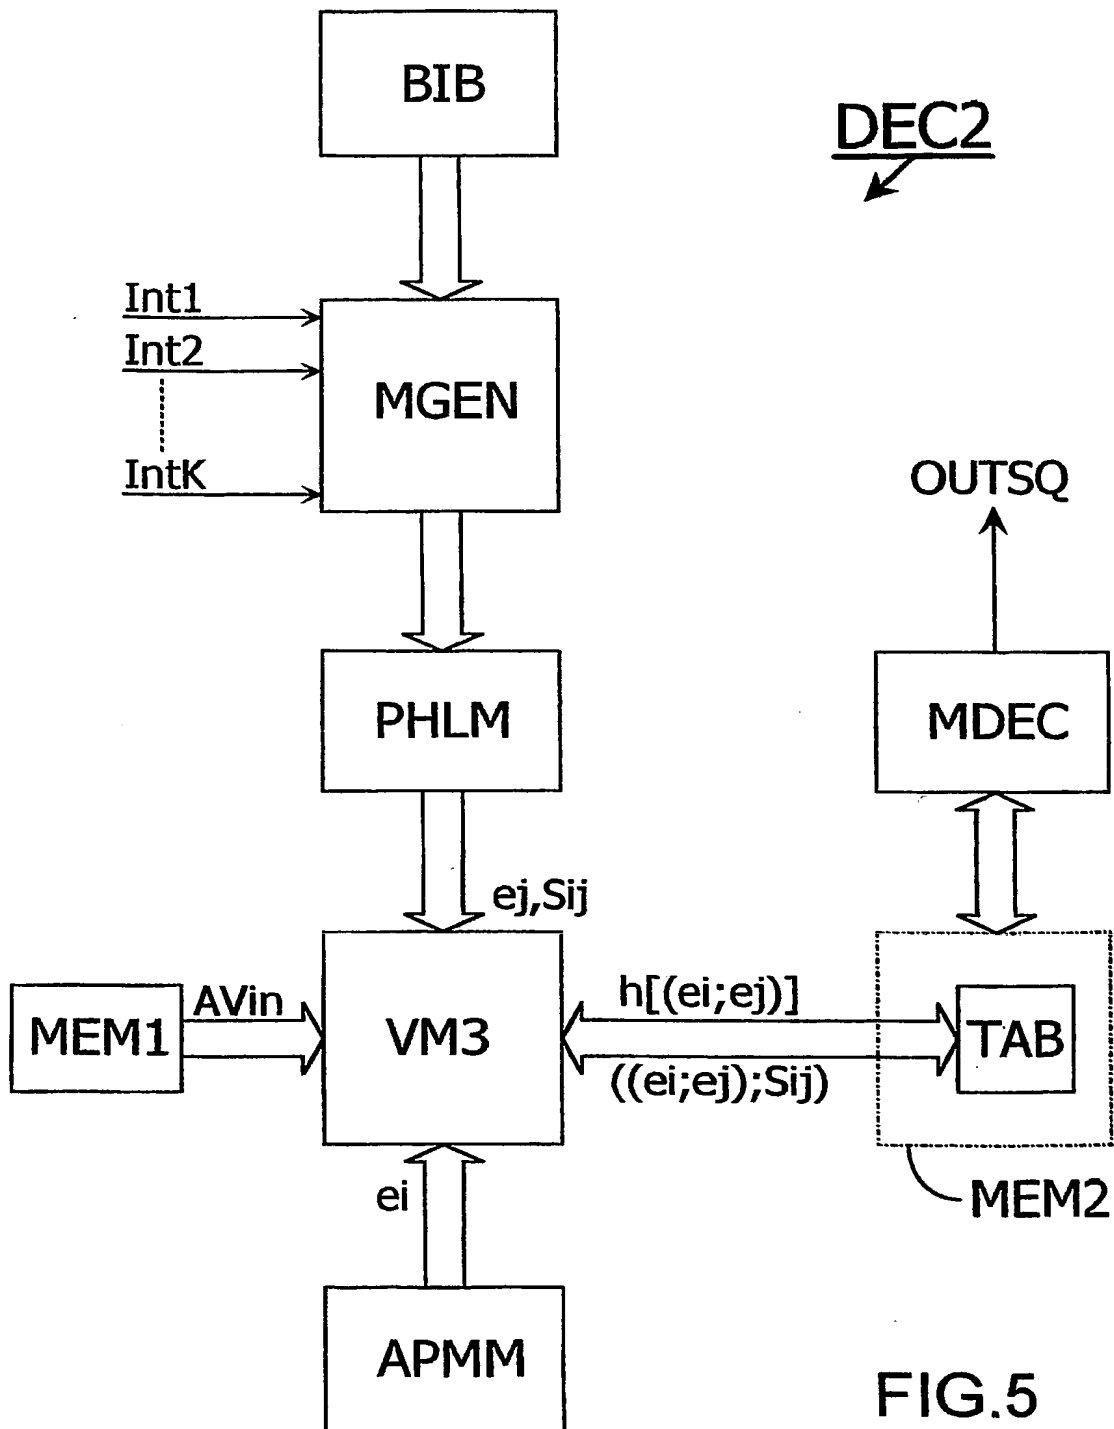 BIB
DEC2
Int1
Int2
MGEN
IntK
OUTSQ
PHLM
MDEC
ej,Sij
AVin
h[(ei;ej)]
MEM1
VM3
TAB
((ei;ej);Sij)
ei
MEM2
APMM
FIG.5